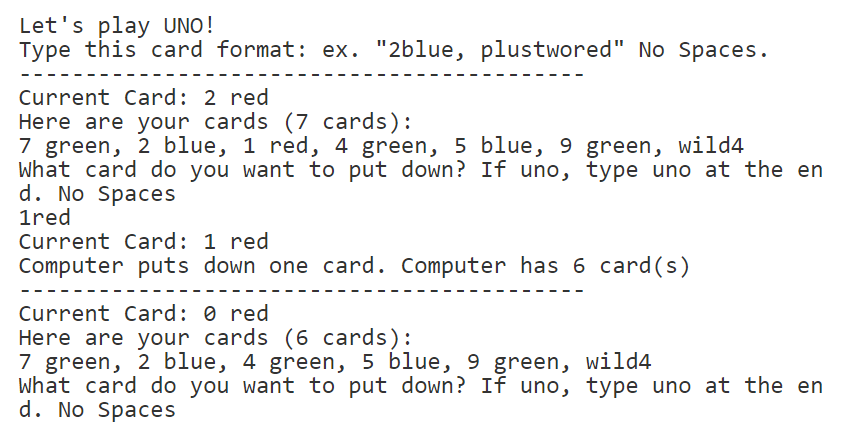 Let's play UNO!
Type this card format: ex. "2blue, plustwored" No Spaces.
-------------------------------------------
Current Card: 2 red
Here are your cards (7 cards):
7 green, 2 blue, 1 red, 4 green, 5 blue, 9 green, wild4
What card do you want to put down? If uno, type uno at the en
d. No Spaces
1red
Current Card: 1 red
Computer puts down one card. Computer has 6 card(s)
-------------------------------------------
Current Card: 0 red
Here are your cards (6 cards):
7 green, 2 blue, 4 green, 5 blue, 9 green, wild4
What card do you want to put down? If uno, type uno at the en
d. No Spaces